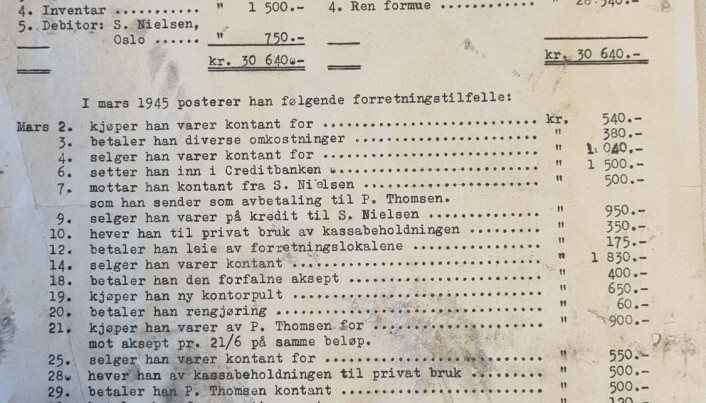 4. Inventar ........ " 1 500.- 4. Ren formue ........ "
5. Debitor: S. Nielsen,
Oslo ...... " 750.-
kr. 30 640.- kr. 30 640.-
I mars 1945 posterer han følgende forretningstilfelle:
Mars 2. kjøper han varer kontant for ........................ kr. 540.-
3. betaler han diverse omkostninger ..................... " 380.-
4. selger han varer kontant for ......................... " 1 040.-
6. setter han inn i Creditbanken ........................ " 1 500.-
7. mottar han kontant fra S. Nielsen .................... " 500.-
som han sender som avbetaling til P. Thomsen.
9. selger han varer på kredit til S. Nielsen ............ " 950.-
10. hever han til privat bruk av kassabeholdningen ....... " 350.-
12. betaler han leie av forretningslokalene .............. " 175.-
14. selger han varer kontant ............................. " 1 830.-
18. betaler han den forfalne aksept ...................... " 400.-
19. kjøper han ny kontorpult ............................. " 650.-
20. betaler han rengjøring ............................... " 60.-
21. kjøper han varer av P. Thomsen for ................... " 900.-
mot aksept pr. 21/6 på samme beløp.
25. selger han varer kontant for ......................... " 550.-
28. hever han av kassabeholdningen til privat bruk ....... " 500.-
29. betaler han P. Thomsen kontant ....................... " 500.-